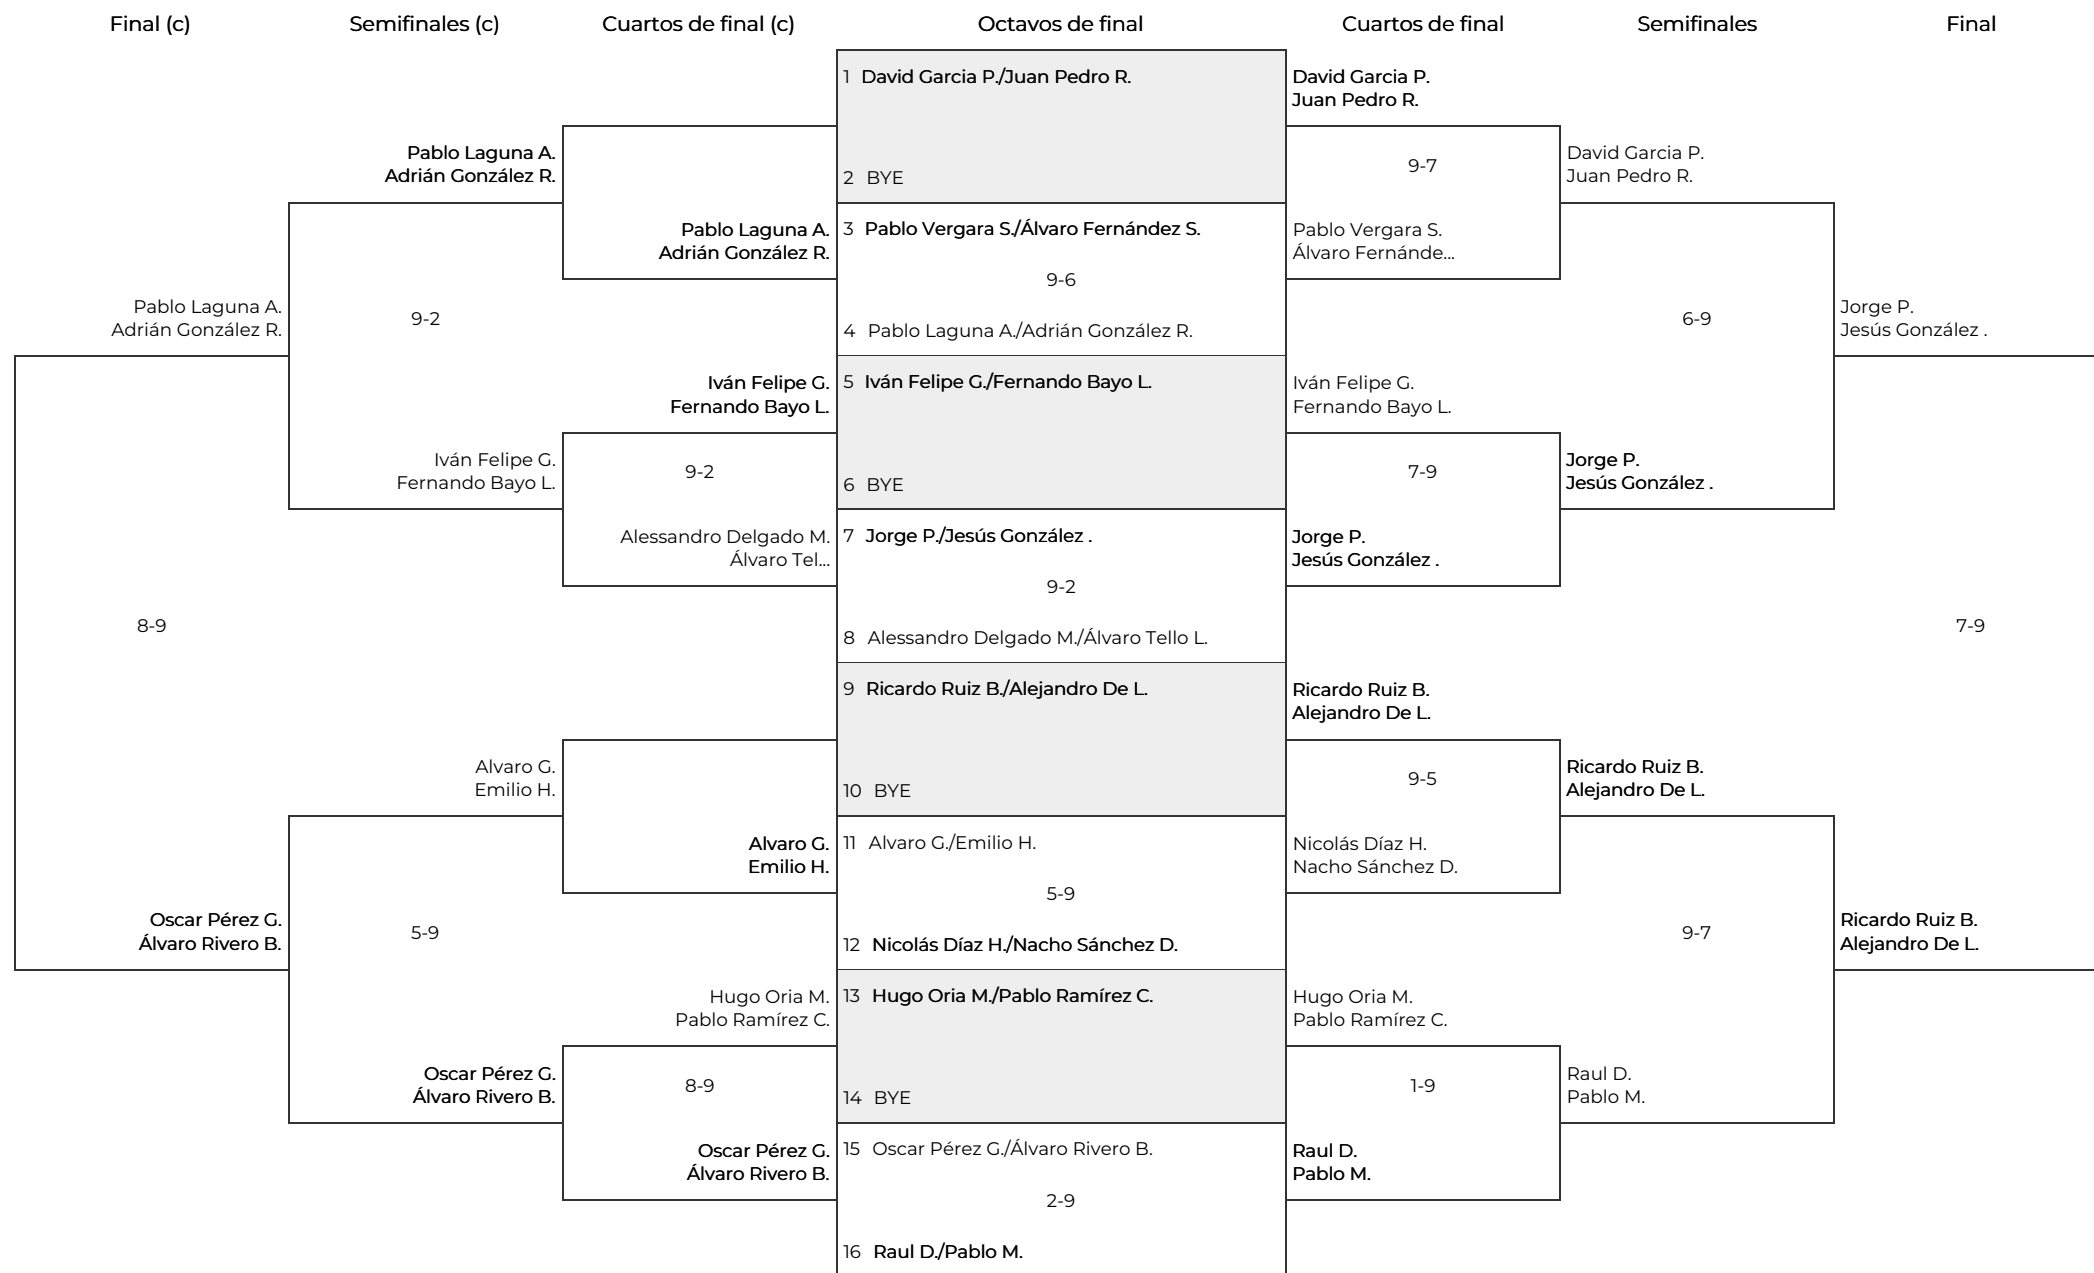 Final (c)
Semifinales (c)
Cuartos de final (c)
Octavos de final
Cuartos de final
Semifinales
Final
Pablo Laguna A.
Adrián González R.
8-9
Oscar Pérez G.
Álvaro Rivero B.
Pablo Laguna A.
Adrián González R.
9-2
Iván Felipe G.
Fernando Bayo L.
Alvaro G.
Emilio H.
5-9
Oscar Pérez G.
Álvaro Rivero B.
Pablo Laguna A.
Adrián González R.
Iván Felipe G.
Fernando Bayo L.
9-2
Alessandro Delgado M.
Álvaro Tel...
Alvaro G.
Emilio H.
Hugo Oria M.
Pablo Ramírez C.
8-9
Oscar Pérez G.
Álvaro Rivero B.
1 David Garcia P./Juan Pedro R.
2 BYE
3 Pablo Vergara S./Álvaro Fernández S.
9-6
4 Pablo Laguna A./Adrián González R.
5 Iván Felipe G./Fernando Bayo L.
6 BYE
7 Jorge P./Jesús González .
9-2
8 Alessandro Delgado M./Álvaro Tello L.
9 Ricardo Ruiz B./Alejandro De L.
10 BYE
11 Alvaro G./Emilio H.
5-9
12 Nicolás Díaz H./Nacho Sánchez D.
13 Hugo Oria M./Pablo Ramírez C.
14 BYE
15 Oscar Pérez G./Álvaro Rivero B.
2-9
16 Raul D./Pablo M.
David Garcia P.
Juan Pedro R.
9-7
Pablo Vergara S.
Álvaro Fernánde...
Iván Felipe G.
Fernando Bayo L.
7-9
Jorge P.
Jesús González .
Ricardo Ruiz B.
Alejandro De L.
9-5
Nicolás Díaz H.
Nacho Sánchez D.
Hugo Oria M.
Pablo Ramírez C.
1-9
Raul D.
Pablo M.
David Garcia P.
Juan Pedro R.
6-9
Jorge P.
Jesús González .
Ricardo Ruiz B.
Alejandro De L.
9-7
Raul D.
Pablo M.
Jorge P.
Jesús González .
7-9
Ricardo Ruiz B.
Alejandro De L.